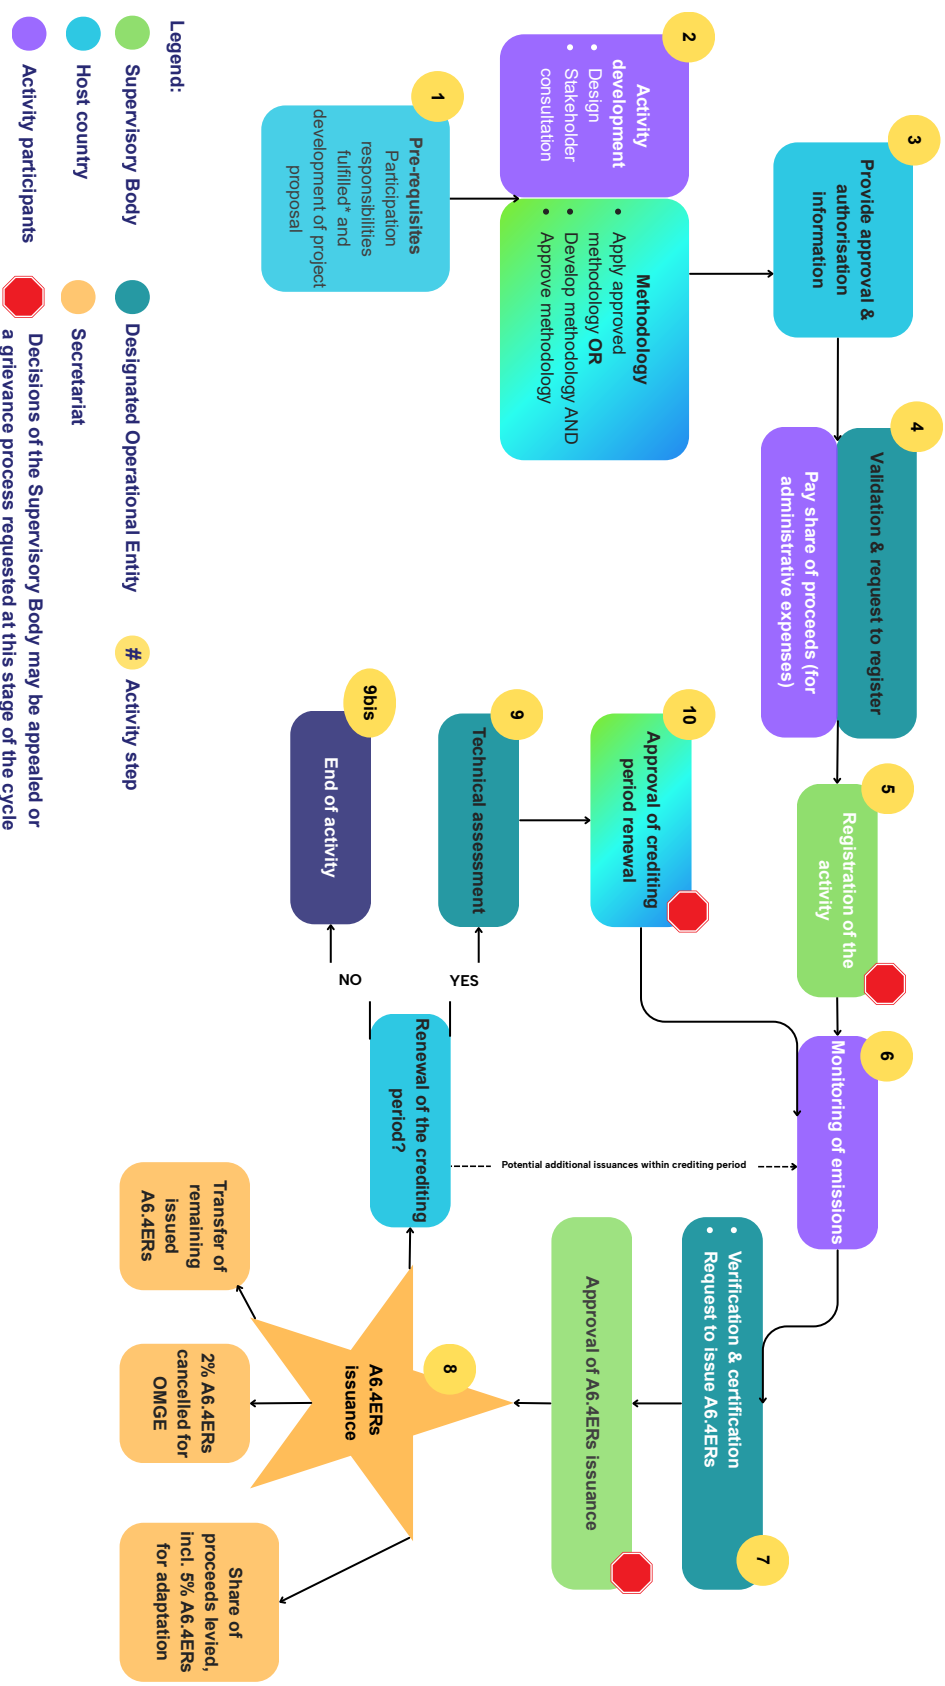 1
Pre-requisites
Participation
responsibilities
fulfilled* and
development of project
proposal
2
Activity
development
• Design
• Stakeholder
consultation
Methodology
• Apply approved
methodology OR
• Develop methodology AND
• Approve methodology
3
Provide approval &
authorisation
information
4
Validation & request to register
Pay share of proceeds (for
administrative expenses)
5
Registration of the
activity
6
Monitoring of emissions
7
• Verification & certification
• Request to issue A6.4ERs
Approval of A6.4ERs issuance
8
A6.4ERs
issuance
Share of
proceeds levied,
incl. 5% A6.4ERs
for adaptation
2% A6.4ERs
cancelled for
OMGE
Transfer of
remaining
issued
A6.4ERs
Renewal of the crediting
period?
Potential additional issuances within crediting period
YES
NO
9
Technical assessment
9bis
End of activity
10
Approval of crediting
period renewal
Legend:
Supervisory Body
Host country
Activity participants
Designated Operational Entity
Secretariat
Decisions of the Supervisory Body may be appealed or
a grievance process requested at this stage of the cycle
# Activity step